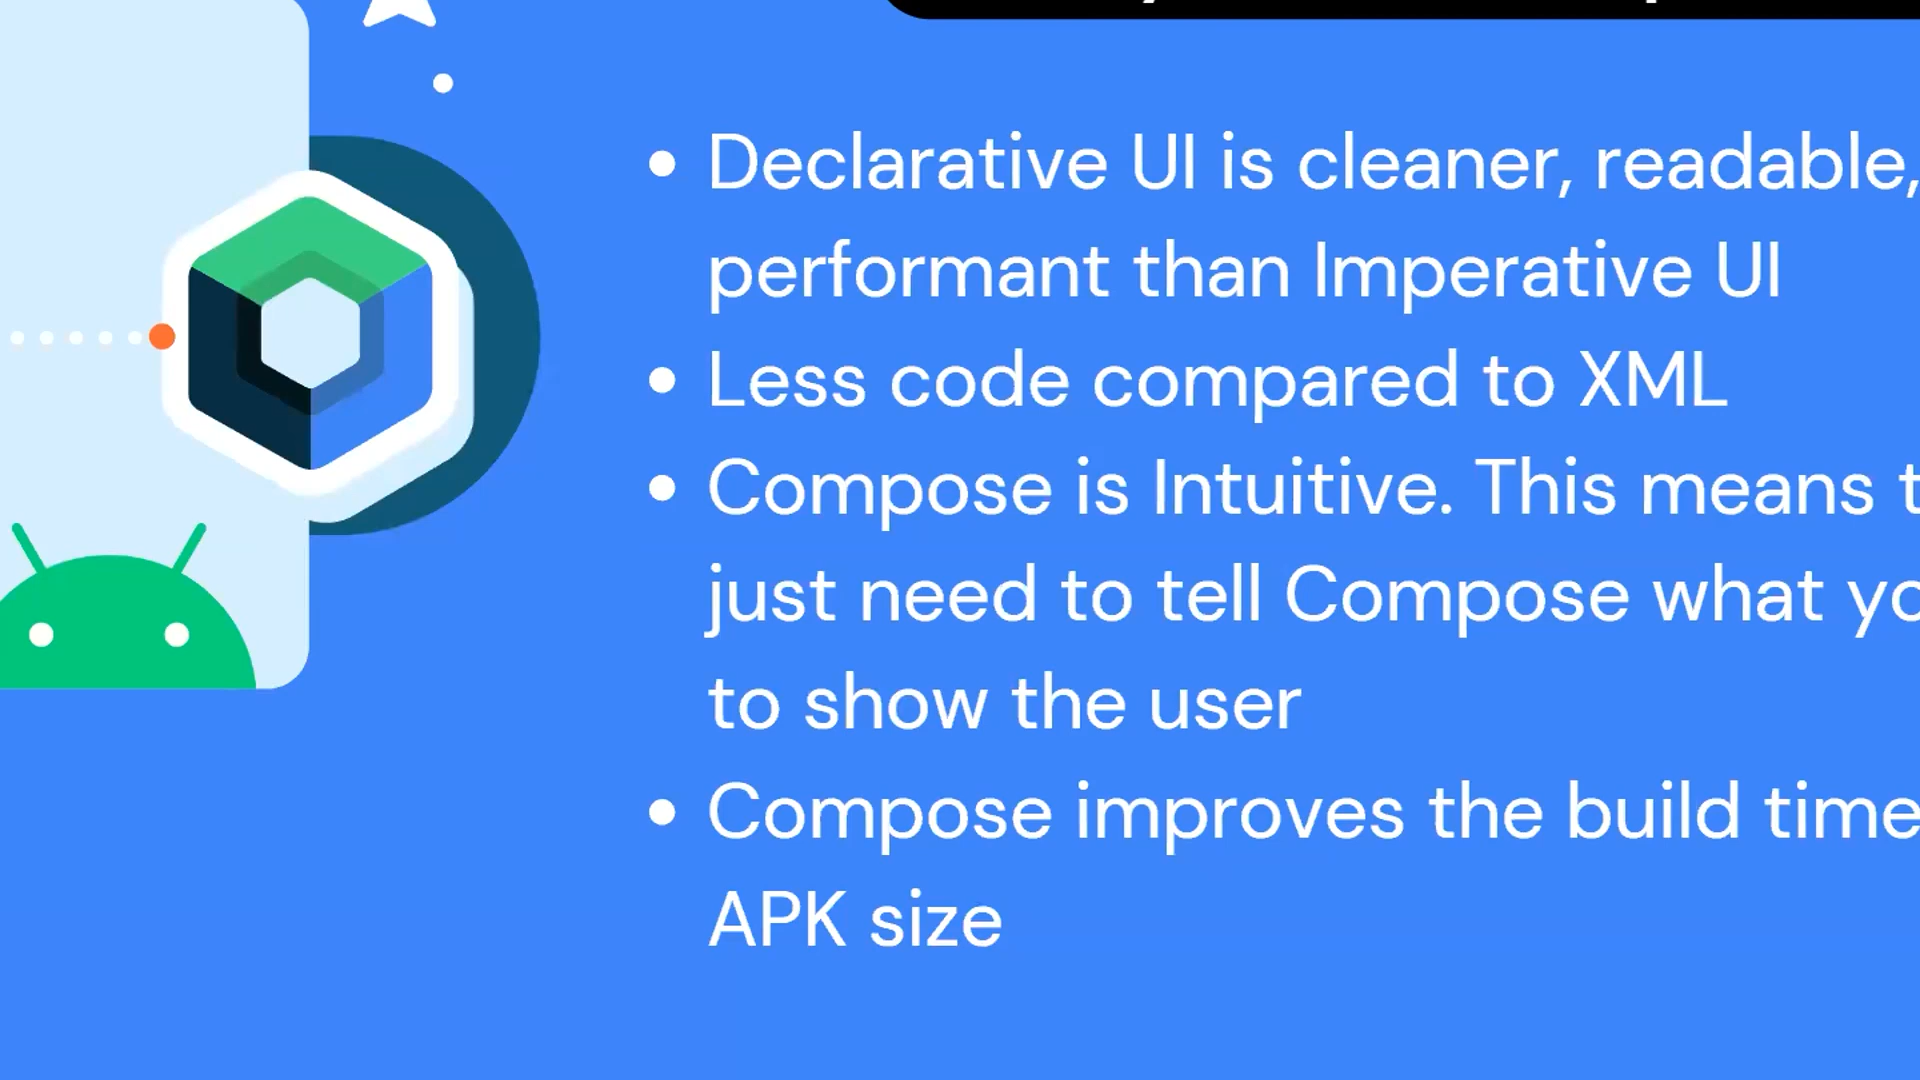 • Declarative UI is cleaner, readable,
performant than Imperative UI
• Less code compared to XML
• Compose is Intuitive. This means
just need to tell Compose what
to show the user
• Compose improves the build time
APK size